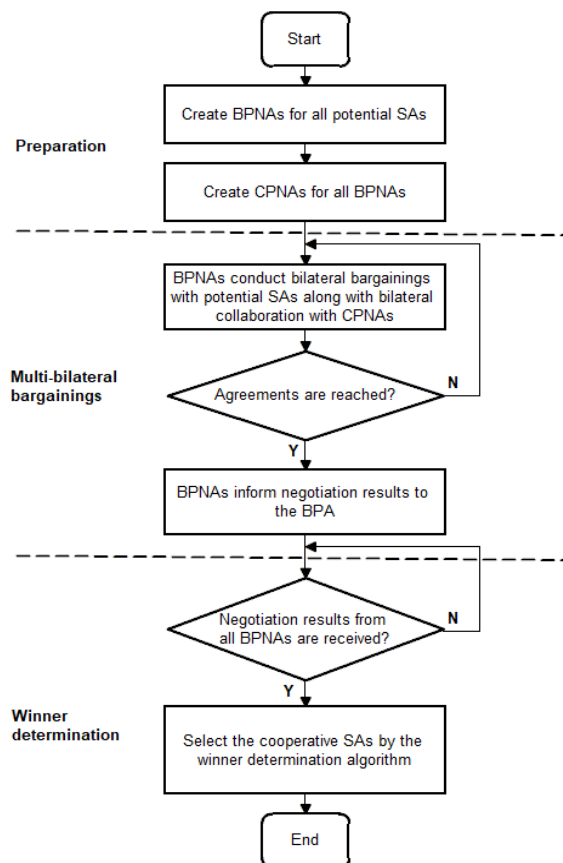 Start
Create BPNAs for all potential SAs
Preparation
Create CPNAs for all BPNAs
BPNAs conduct bilateral bargainings
with potential SAs along with bilateral
collaboration with CPNAs
Multi-bilateral
bargainings
Agreements are reached?
N
Y
BPNAs inform negotiation results to
the BPA
Negotiation results from
all BPNAs are received?
N
Y
Winner
determination
Select the cooperative SAs by the
winner determination algorithm
End